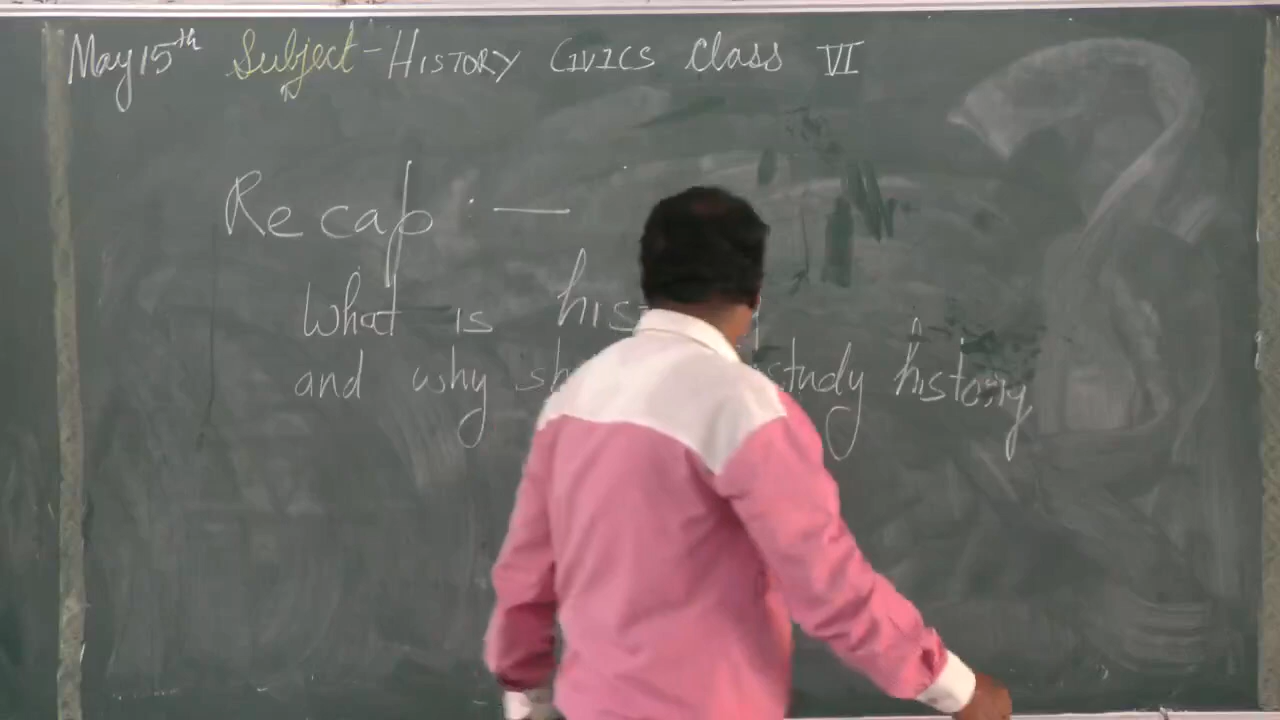 May 15th Subject - HISTORY CIVICS Class VI
Recap :-
What is
and why study history